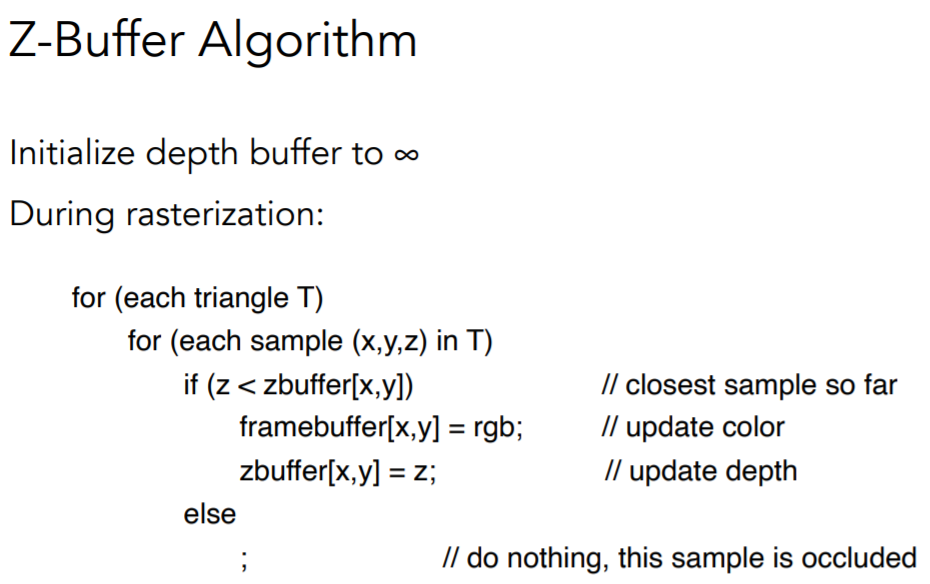 Z-Buffer Algorithm
Initialize depth buffer to ∞
During rasterization:
for (each triangle T)
for (each sample (x,y,z) in T)
if (z < zbuffer[x,y]) // closest sample so far
framebuffer[x,y] = rgb; // update color
zbuffer[x,y] = z; // update depth
else
; // do nothing, this sample is occluded